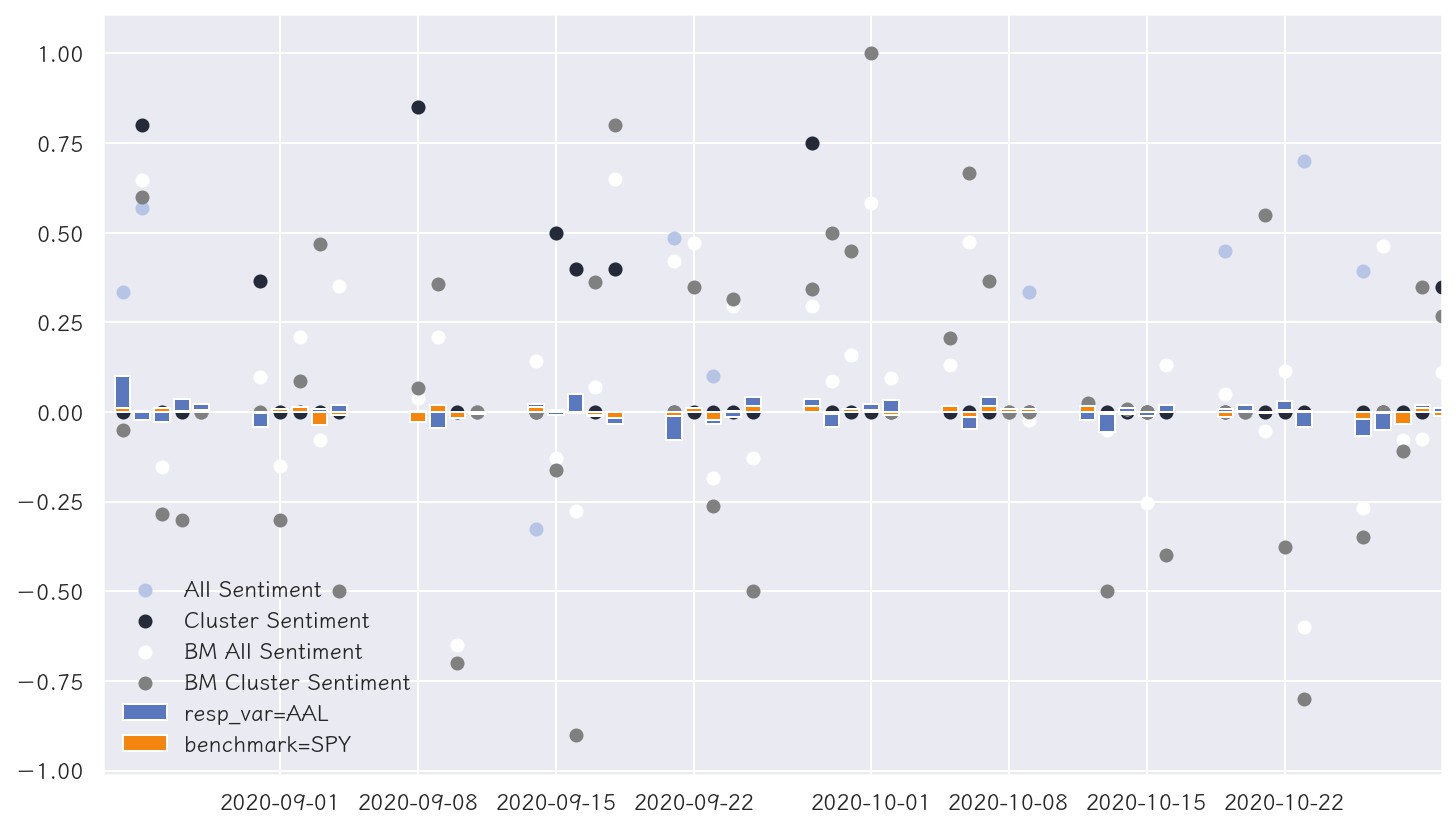 1.00
0.75
0.50
0.25
0.00
−0.25
−0.50
−0.75
−1.00
All Sentiment
Cluster Sentiment
BM All Sentiment
BM Cluster Sentiment
resp_var=AAL
benchmark=SPY
2020-09-01 2020-09-08 2020-09-15 2020-09-22 2020-10-01 2020-10-08 2020-10-15 2020-10-22